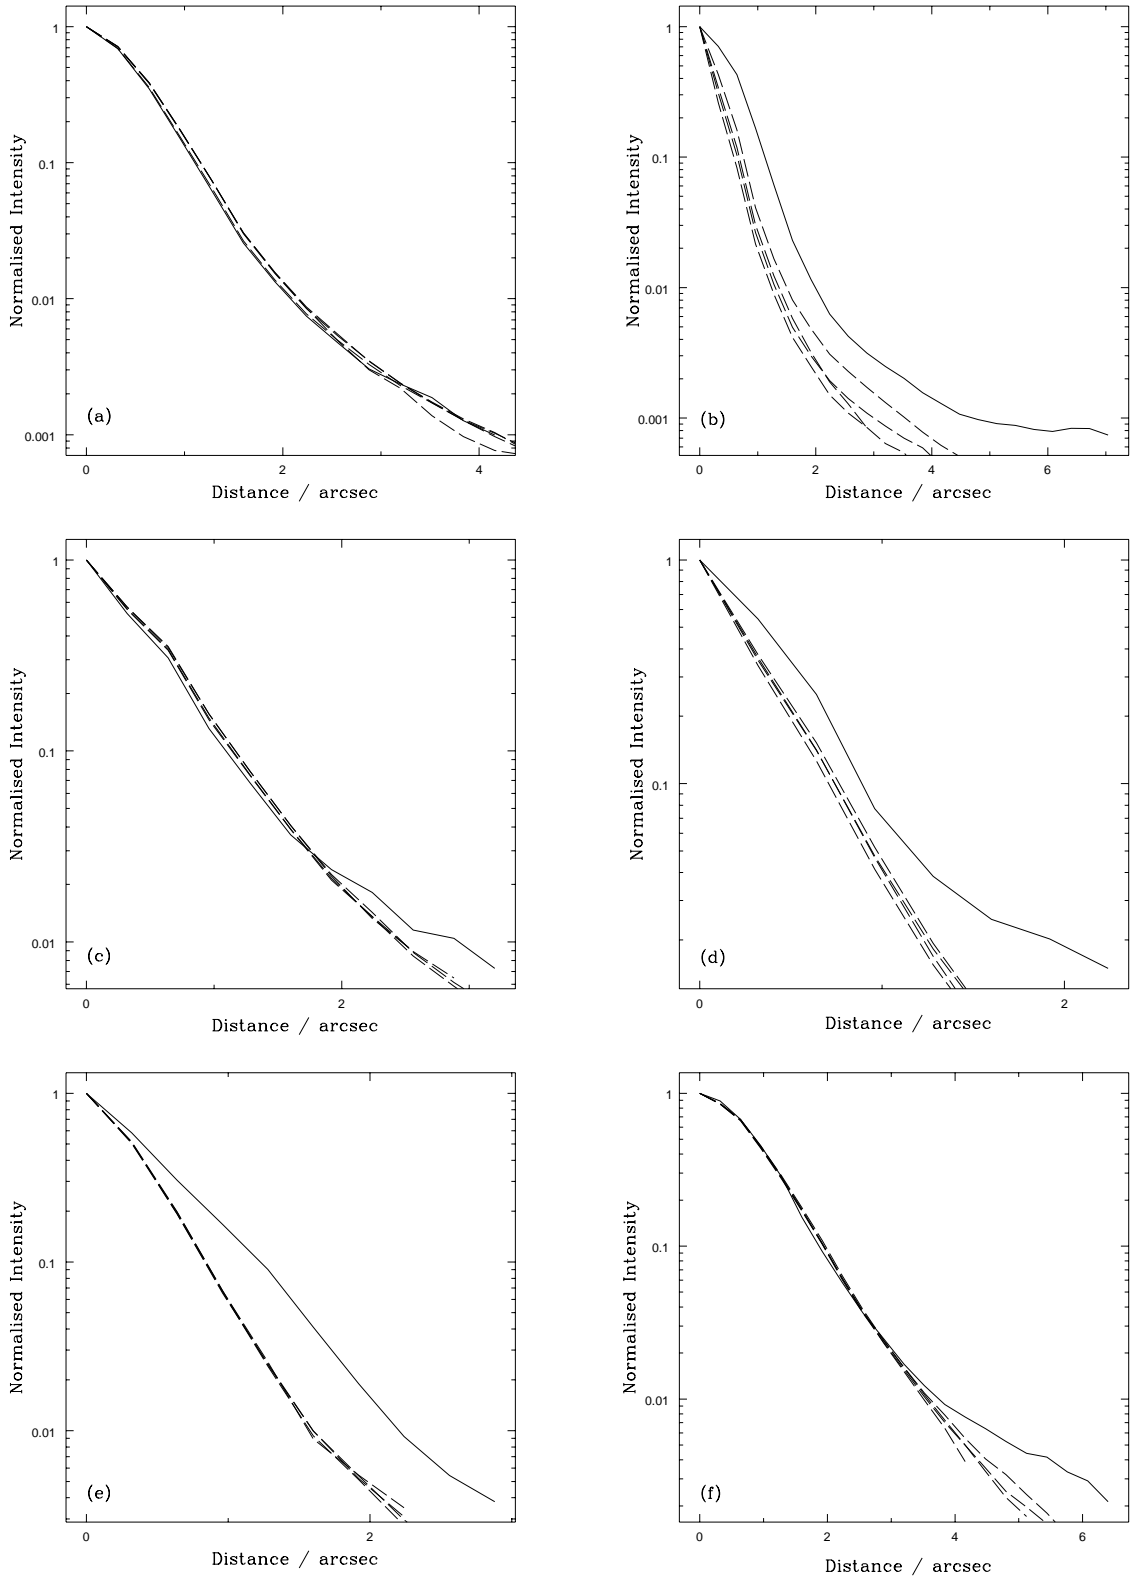 1
0.1
0.01
0.001
Normalised Intensity
(a)
0
2
4
Distance / arcsec
1
0.1
0.01
0.001
Normalised Intensity
(b)
0
2
4
6
Distance / arcsec
1
0.1
0.01
Normalised Intensity
(c)
0
2
Distance / arcsec
1
0.1
Normalised Intensity
(d)
0
2
Distance / arcsec
1
0.1
0.01
Normalised Intensity
(e)
0
2
Distance / arcsec
1
0.1
0.01
Normalised Intensity
(f)
0
2
4
6
Distance / arcsec